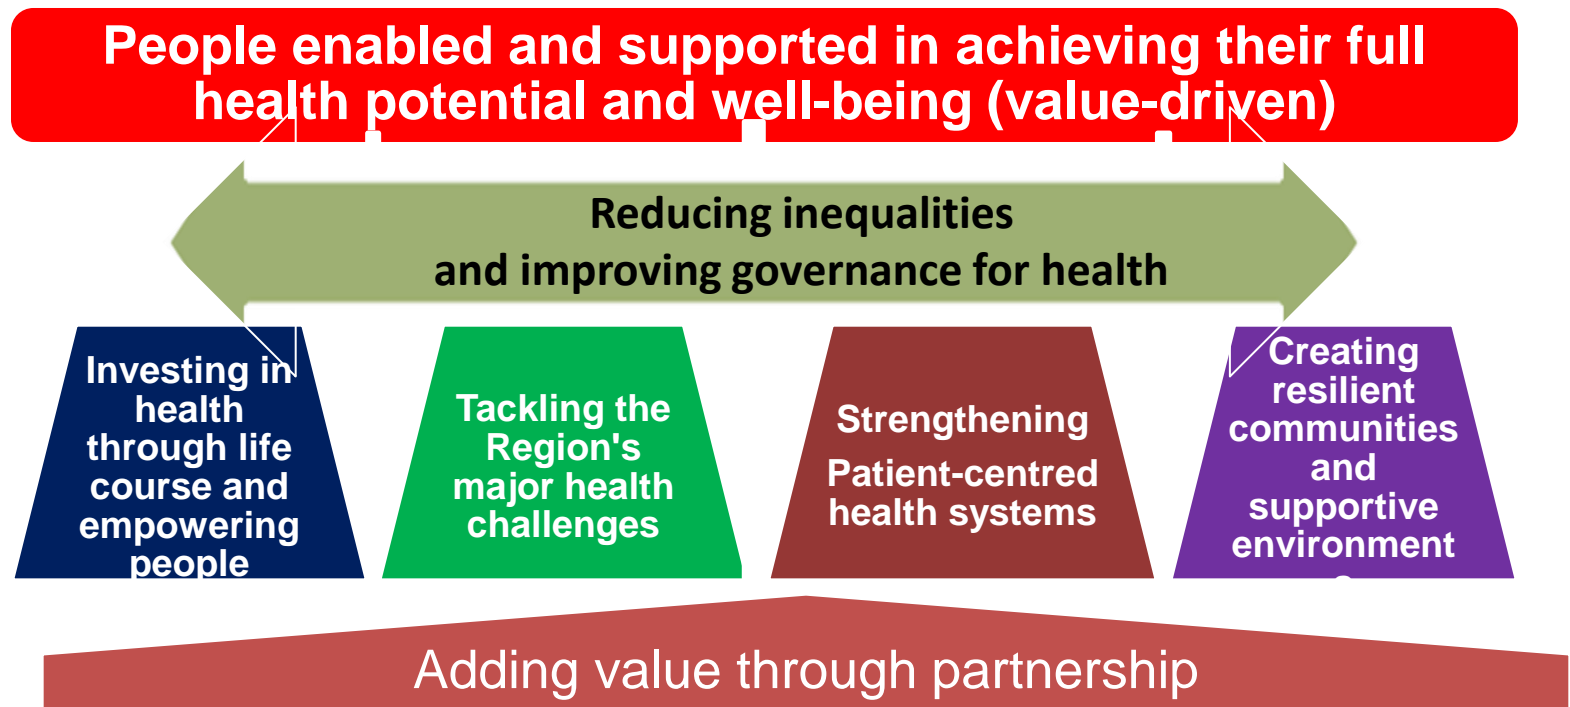 People enabled and supported in achieving their full
health potential and well-being (value-driven)
Reducing inequalities
and improving governance for health
Investing in
health
through life
course and
empowering
people
Tackling the
Region's
major health
challenges
Strengthening
Patient-centred
health systems
Creating
resilient
communities
and
supportive
environment
s
Adding value through partnership